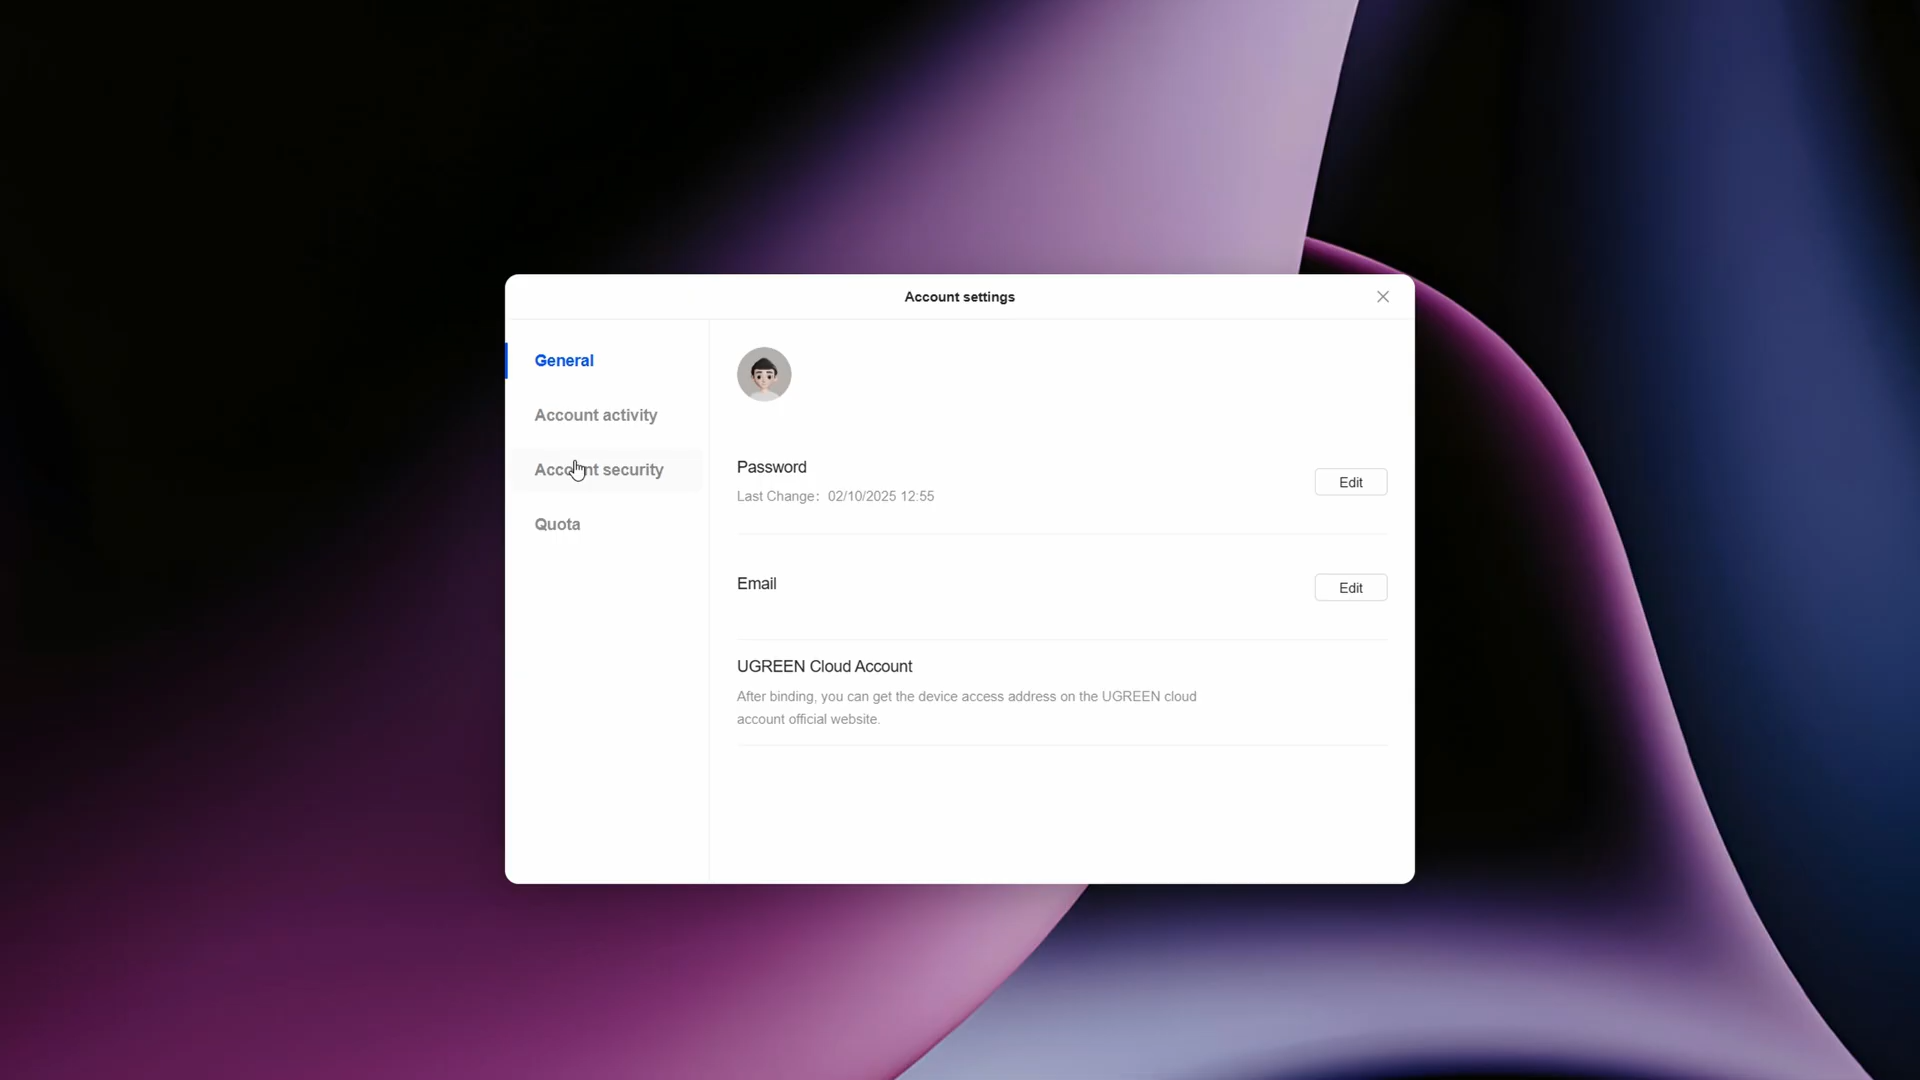 Account settings
General
Account activity
Account security
Quota
Password
Last Change: 02/10/2025 12:55
Edit
Email
Edit
UGREEN Cloud Account
After binding, you can get the device access address on the UGREEN cloud
account official website.